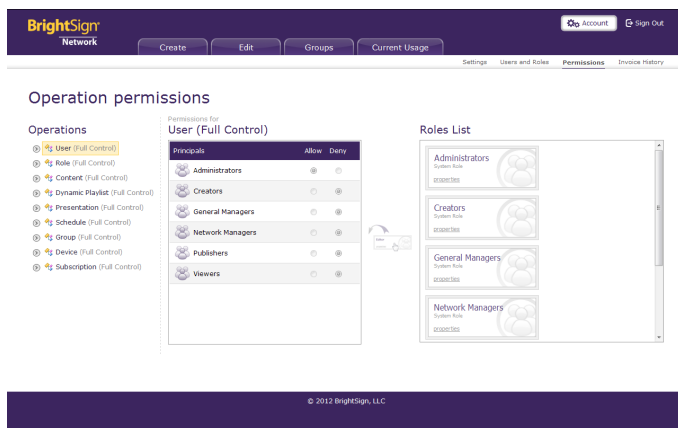 BrightSign
Network
Account
Sign Out
Create
Edit
Groups
Current Usage
Settings
Users and Roles
Permissions
Invoice History
Operation permissions
Operations
User (Full Control)
Role (Full Control)
Content (Full Control)
Dynamic Playlist (Full Control)
Presentation (Full Control)
Schedule (Full Control)
Group (Full Control)
Device (Full Control)
Subscription (Full Control)
Permissions for
User (Full Control)
Principals Allow Deny
Administrators
Creators
General Managers
Network Managers
Publishers
Viewers
Roles List
Administrators
System Role
properties
Creators
System Role
properties
General Managers
System Role
properties
Network Managers
System Role
properties
© 2012 BrightSign, LLC